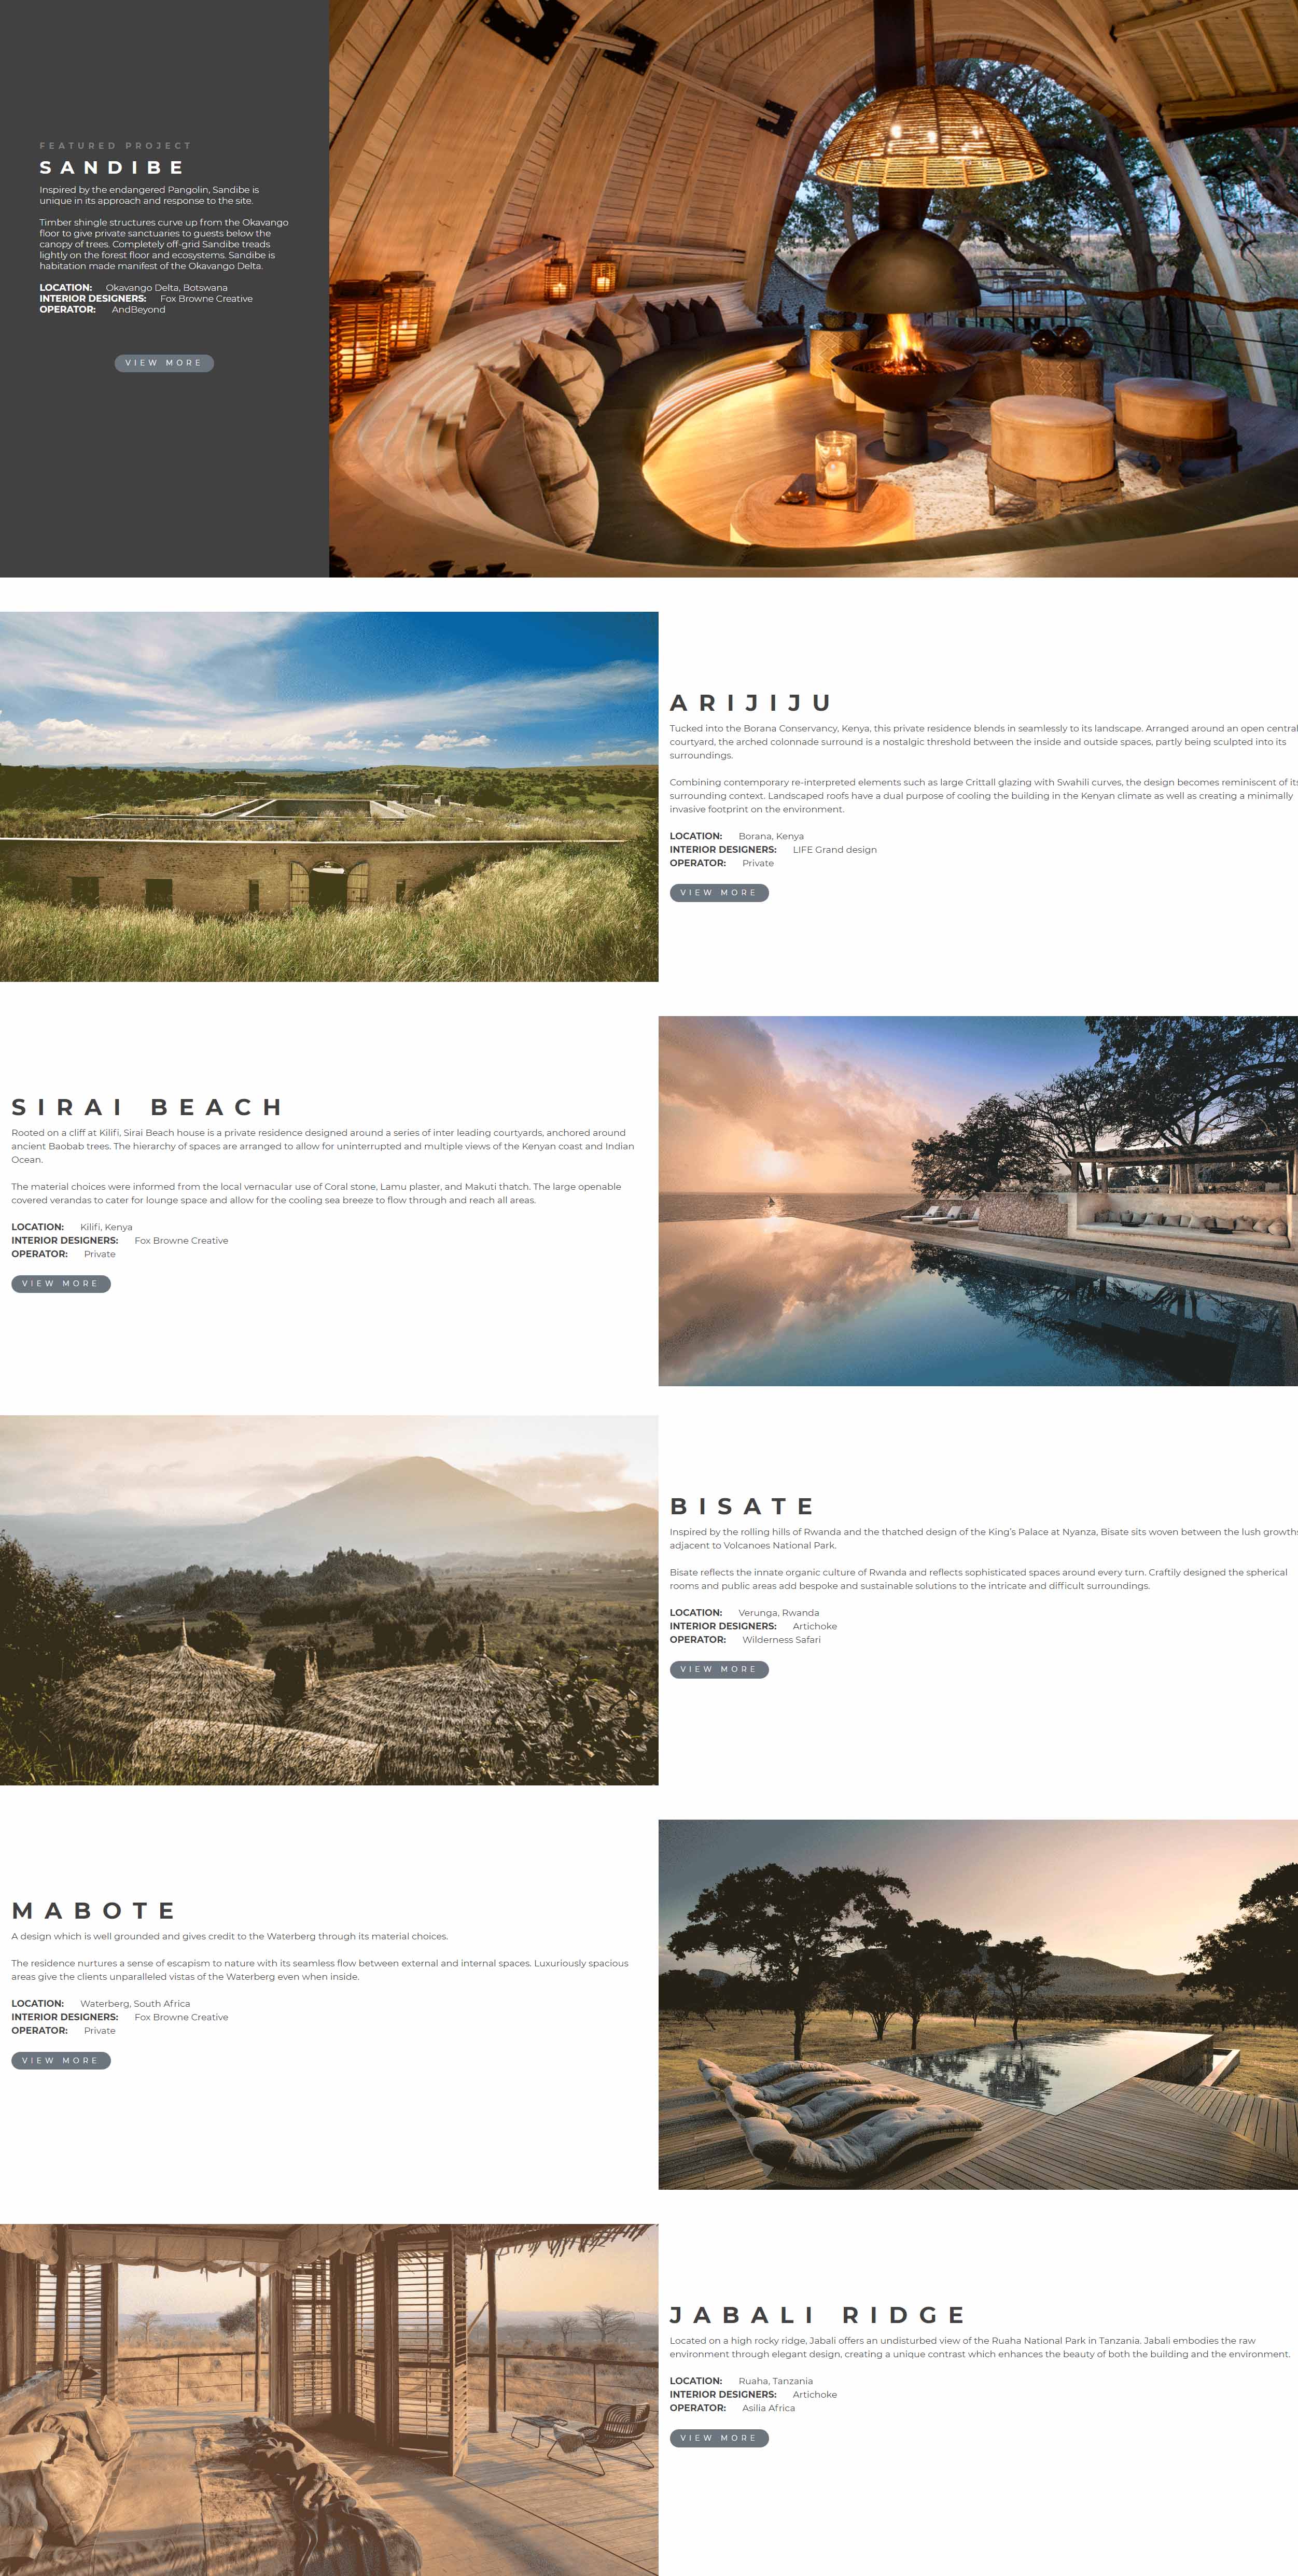 FEATURED PROJECT
SANDIBE
Inspired by the endangered Pangolin, Sandibe is
unique in its approach and response to the site.
Timber shingle structures curve up from the Okavango
floor to give private sanctuaries to guests below the
canopy of trees. Completely off-grid Sandibe treads
lightly on the forest floor and ecosystems. Sandibe is
habitation made manifest of the Okavango Delta.
LOCATION: Okavango Delta, Botswana
INTERIOR DESIGNERS: Fox Browne Creative
OPERATOR: AndBeyond
VIEW MORE
ARIJIJU
Tucked into the Borana Conservancy, Kenya, this private residence blends in seamlessly to its landscape. Arranged around an open central
courtyard, the arched colonnade surround is a nostalgic threshold between the inside and outside spaces, partly being sculpted into its
surroundings.
Combining contemporary re-interpreted elements such as large Crittall glazing with Swahili curves, the design becomes reminiscent of its
surrounding context. Landscaped roofs have a dual purpose of cooling the building in the Kenyan climate as well as creating a minimally
invasive footprint on the environment.
LOCATION: Borana, Kenya
INTERIOR DESIGNERS: LIFE Grand design
OPERATOR: Private
VIEW MORE
SIRAI BEACH
Rooted on a cliff at Kilifi, Sirai Beach house is a private residence designed around a series of inter leading courtyards, anchored around
ancient Baobab trees. The hierarchy of spaces are arranged to allow for uninterrupted and multiple views of the Kenyan coast and Indian
Ocean.
The material choices were informed from the local vernacular use of Coral stone, Lamu plaster, and Makuti thatch. The large openable
covered verandas to cater for lounge space and allow for the cooling sea breeze to flow through and reach all areas.
LOCATION: Kilifi, Kenya
INTERIOR DESIGNERS: Fox Browne Creative
OPERATOR: Private
VIEW MORE
BISATE
Inspired by the rolling hills of Rwanda and the thatched design of the King's Palace at Nyanza, Bisate sits woven between the lush growths
adjacent to Volcanoes National Park.
Bisate reflects the innate organic culture of Rwanda and reflects sophisticated spaces around every turn. Craftily designed the spherical
rooms and public areas add bespoke and sustainable solutions to the intricate and difficult surroundings.
LOCATION: Verunga, Rwanda
INTERIOR DESIGNERS: Artichoke
OPERATOR: Wilderness Safari
VIEW MORE
MABOTE
A design which is well grounded and gives credit to the Waterberg through its material choices.
The residence nurtures a sense of escapism to nature with its seamless flow between external and internal spaces. Luxuriously spacious
areas give the clients unparalleled vistas of the Waterberg even when inside.
LOCATION: Waterberg, South Africa
INTERIOR DESIGNERS: Fox Browne Creative
OPERATOR: Private
VIEW MORE
JABALI RIDGE
Located on a high rocky ridge, Jabali offers an undisturbed view of the Ruaha National Park in Tanzania. Jabali embodies the raw
environment through elegant design, creating a unique contrast which enhances the beauty of both the building and the environment.
LOCATION: Ruaha, Tanzania
INTERIOR DESIGNERS: Artichoke
OPERATOR: Asilia Africa
VIEW MORE